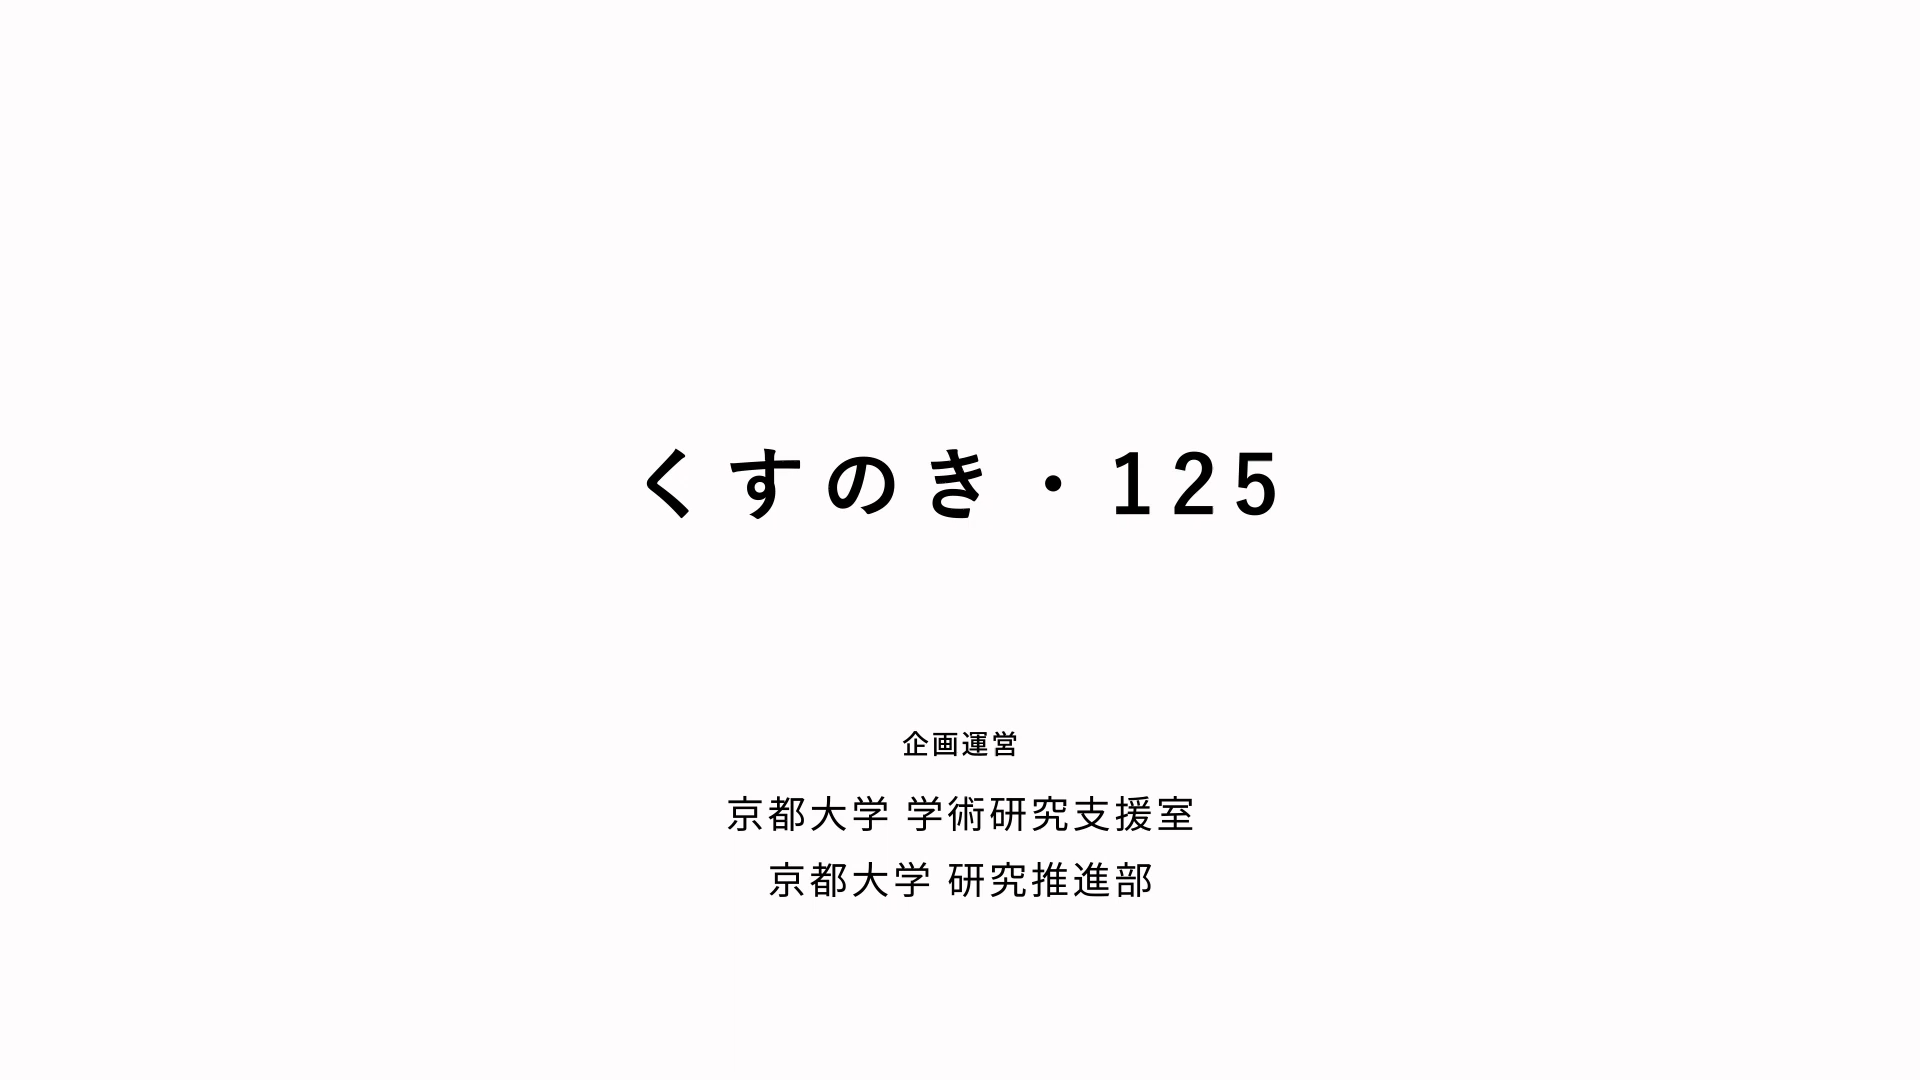 くすのき・125
企画運営
京都大学 学術研究支援室
京都大学 研究推進部